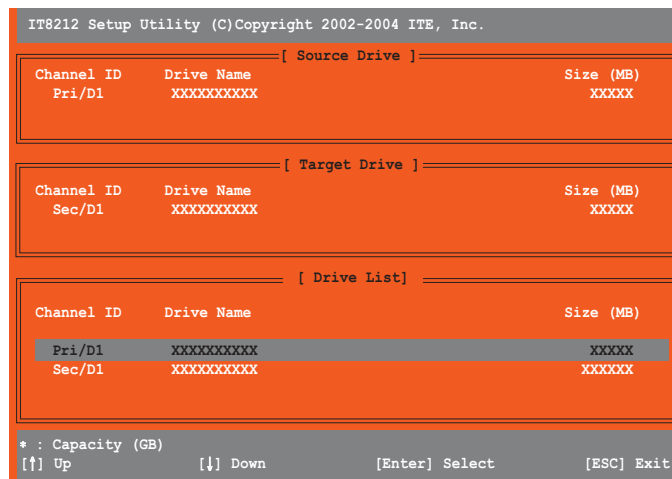 IT8212 Setup Utility (C)Copyright 2002-2004 ITE, Inc.
[ Source Drive ]
Channel ID Drive Name Size (MB)
Pri/D1 XXXXXXXXXX XXXXX
[ Target Drive ]
Channel ID Drive Name Size (MB)
Sec/D1 XXXXXXXXXX XXXXX
[ Drive List]
Channel ID Drive Name Size (MB)
Pri/D1 XXXXXXXXXX XXXXX
Sec/D1 XXXXXXXXXX XXXXXX
* : Capacity (GB)
[↑] Up [↓] Down [Enter] Select [ESC] Exit